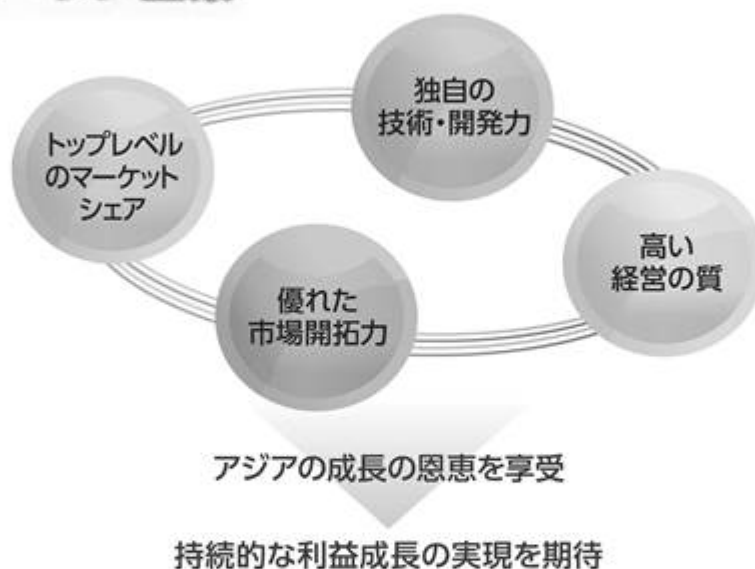 独自の
技術・開発力
トップレベル
のマーケット
シェア
高い
経営の質
優れた
市場開拓力
アジアの成長の恩恵を享受
持続的な利益成長の実現を期待